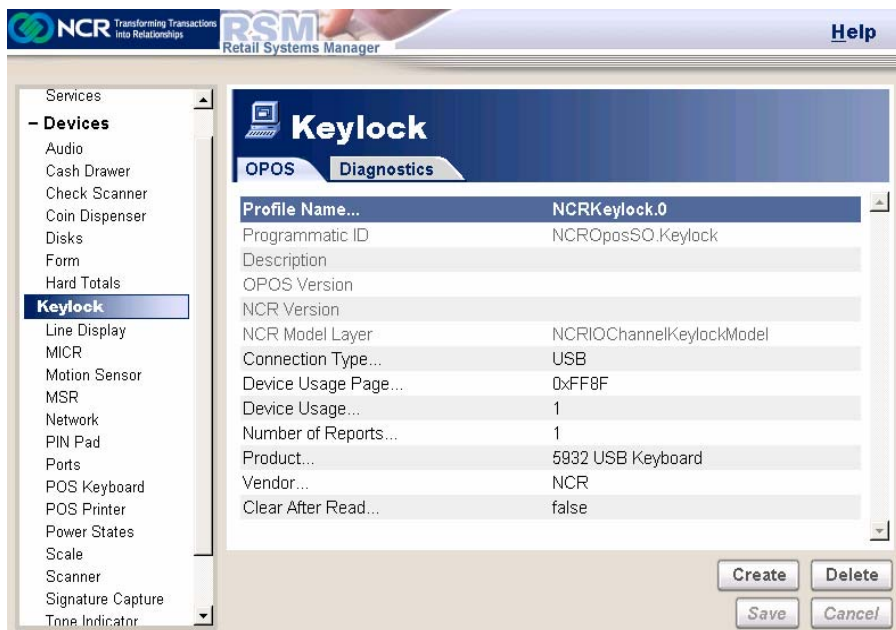 NCR Transforming Transactions into Relationships
RSM
Retail Systems Manager
Help
Services
– Devices
Audio
Cash Drawer
Check Scanner
Coin Dispenser
Disks
Form
Hard Totals
Keylock
Line Display
MICR
Motion Sensor
MSR
Network
PIN Pad
Ports
POS Keyboard
POS Printer
Power States
Scale
Scanner
Signature Capture
Tone Indicator
Keylock
OPOS Diagnostics
Profile Name... NCRKeylock.0
Programmatic ID NCROposSO.Keylock
Description
OPOS Version
NCR Version
NCR Model Layer NCRIOChannelKeylockModel
Connection Type... USB
Device Usage Page... 0xFF8F
Device Usage... 1
Number of Reports... 1
Product... 5932 USB Keyboard
Vendor... NCR
Clear After Read... false
Create Delete
Save Cancel